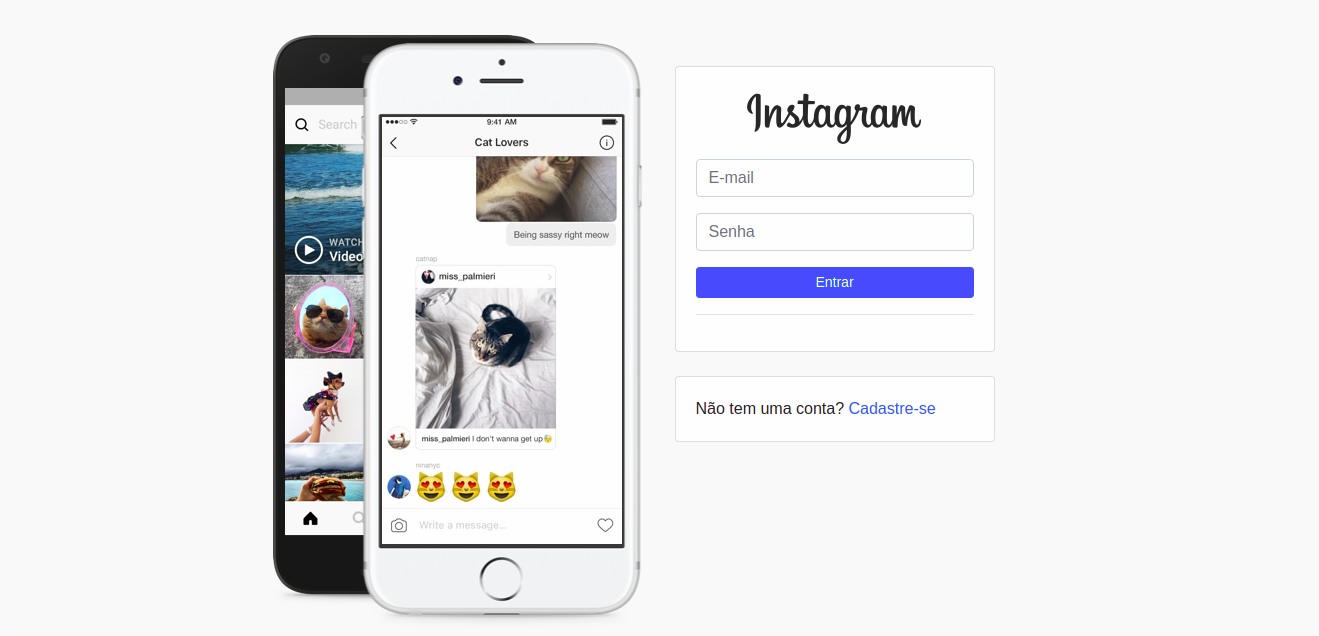 Search
WATCH
Video
9:41 AM
Cat Lovers
Being sassy right meow
catnap
miss_palmieri
miss_palmieri I don't wanna get up
ninanyc
Write a message...
Instagram
E-mail
Senha
Entrar
Não tem uma conta? Cadastre-se